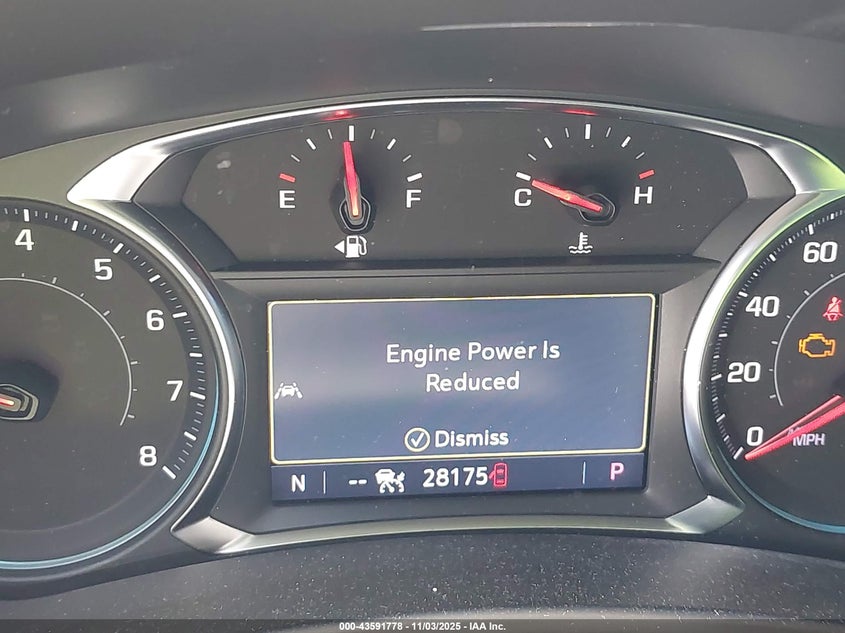 E F
C H
4
5
6
7
8
60
40
20
0
MPH
Engine Power Is
Reduced
Dismiss
N -- 28175 P
000-43591778 - 11/03/2025 - IAA Inc.